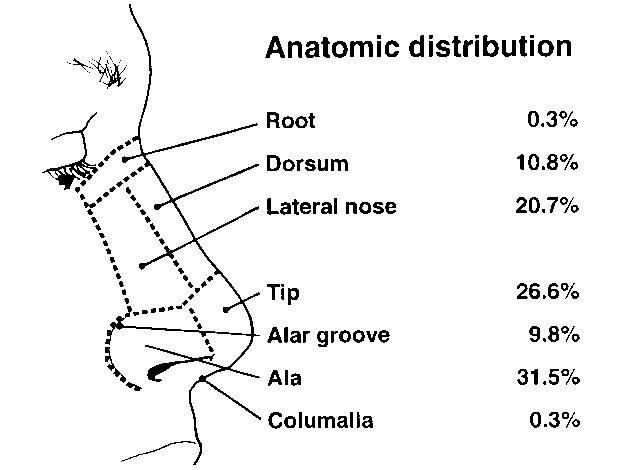 Anatomic distribution
Root 0.3%
Dorsum 10.8%
Lateral nose 20.7%
Tip 26.6%
Alar groove 9.8%
Ala 31.5%
Columalla 0.3%